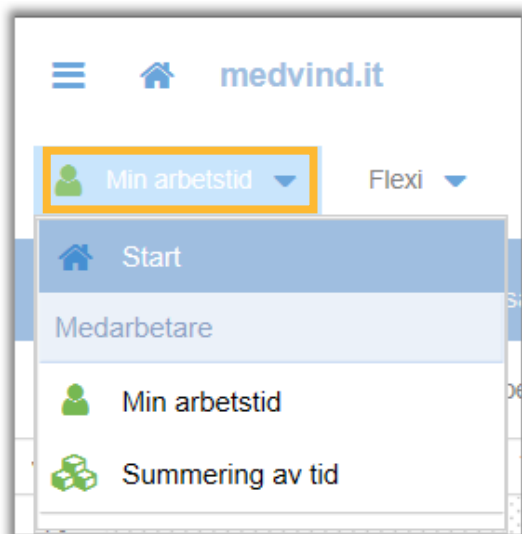 medvind.it
Min arbetstid Flexi
Start
Medarbetare
Min arbetstid
Summering av tid